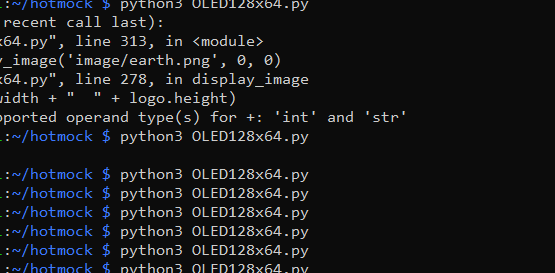 :~/hotmock $ python3 OLED128x64.py
recent call last):
x64.py", line 313, in <module>
y_image('image/earth.png', 0, 0)
x64.py", line 278, in display_image
width + "  " + logo.height)
pported operand type(s) for +: 'int' and 'str'
:~/hotmock $ python3 OLED128x64.py
:~/hotmock $ python3 OLED128x64.py
:~/hotmock $ python3 OLED128x64.py
:~/hotmock $ python3 OLED128x64.py
:~/hotmock $ python3 OLED128x64.py
:~/hotmock $ python3 OLED128x64.py